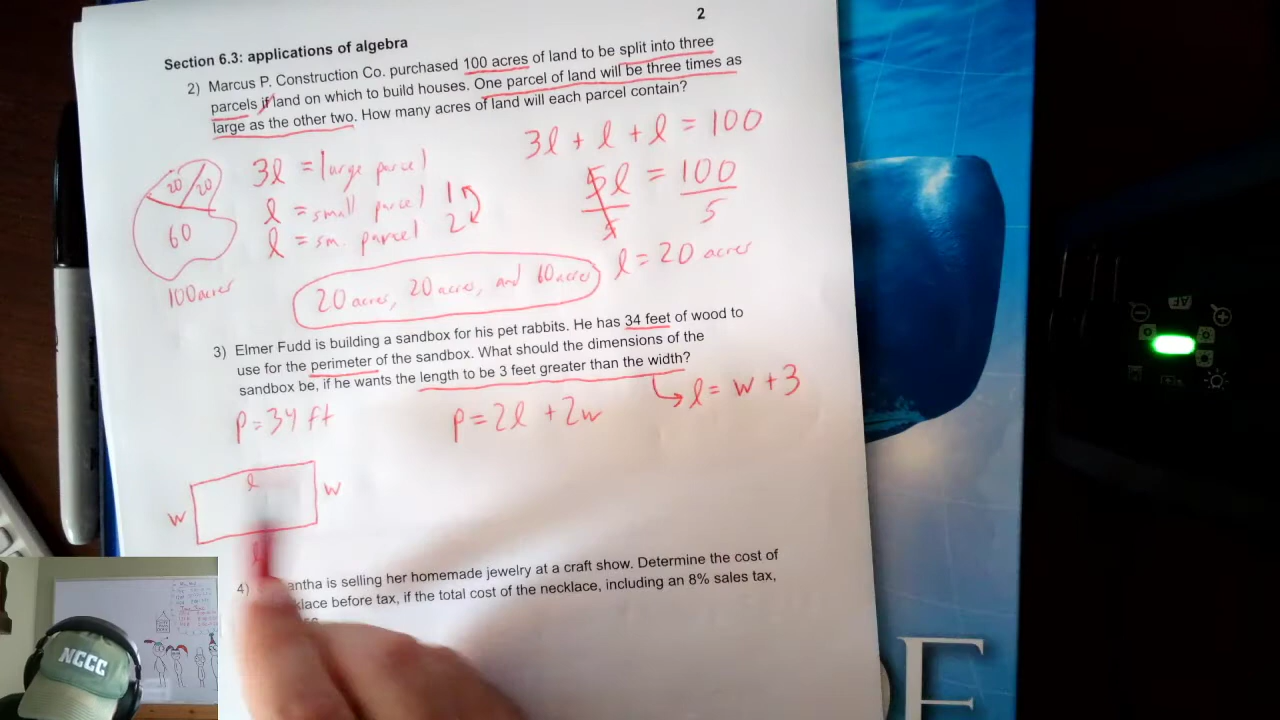 2
Section 6.3: applications of algebra
2) Marcus P. Construction Co. purchased 100 acres of land to be split into three
parcels if land on which to build houses. One parcel of land will be three times as
large as the other two. How many acres of land will each parcel contain?
3l + l + l = 100
3l = large parcel
5l = 100
5 5
l = small parcel 1
l = sm. parcel 2
20 20
60
100 acres
l = 20 acres
20 acres, 20 acres, and 60 acres
3) Elmer Fudd is building a sandbox for his pet rabbits. He has 34 feet of wood to
use for the perimeter of the sandbox. What should the dimensions of the
sandbox be, if he wants the length to be 3 feet greater than the width?
P = 34 ft
P = 2l + 2w
l = w + 3
l
w
w
4) antha is selling her homemade jewelry at a craft show. Determine the cost of
klace before tax, if the total cost of the necklace, including an 8% sales tax,
NCCC
AF
E